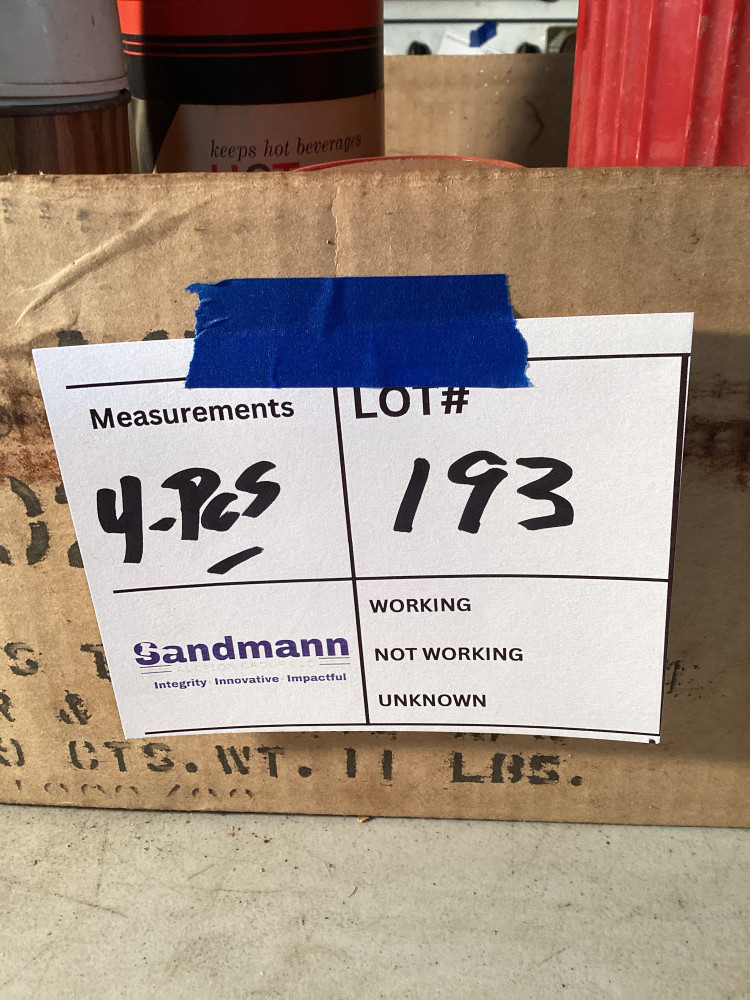 keeps hot beverages
HOT
LOT#
Measurements
4-Pcs
193
WORKING
Sandmann
NOT WORKING
Integrity Innovative Impactful
UNKNOWN
CTS. WT. 11 LBS.